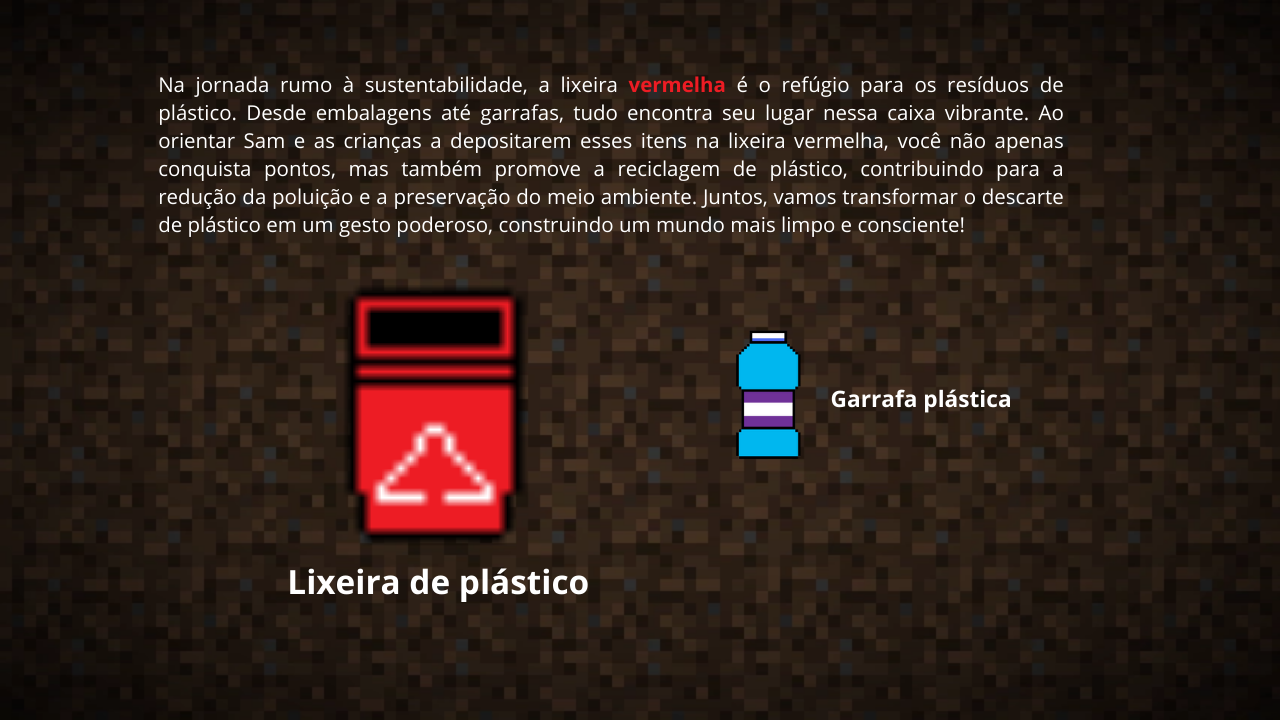 Na jornada rumo à sustentabilidade, a lixeira vermelha é o refúgio para os resíduos de
plástico. Desde embalagens até garrafas, tudo encontra seu lugar nessa caixa vibrante. Ao
orientar Sam e as crianças a depositarem esses itens na lixeira vermelha, você não apenas
conquista pontos, mas também promove a reciclagem de plástico, contribuindo para a
redução da poluição e a preservação do meio ambiente. Juntos, vamos transformar o descarte
de plástico em um gesto poderoso, construindo um mundo mais limpo e consciente!
Garrafa plástica
Lixeira de plástico